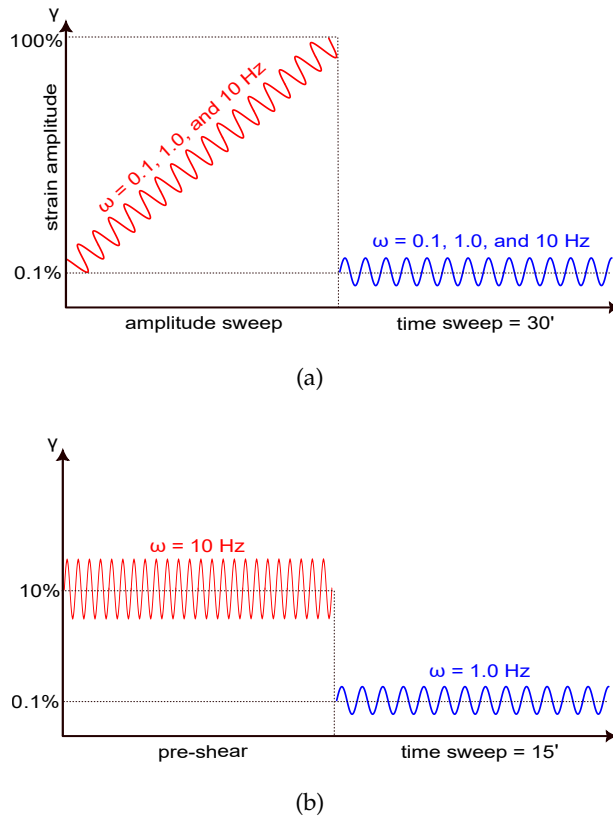 γ
100%
strain amplitude
ω = 0.1, 1.0, and 10 Hz
ω = 0.1, 1.0, and 10 Hz
0.1%
amplitude sweep
time sweep = 30'
(a)
γ
ω = 10 Hz
10%
ω = 1.0 Hz
0.1%
pre-shear
time sweep = 15'
(b)